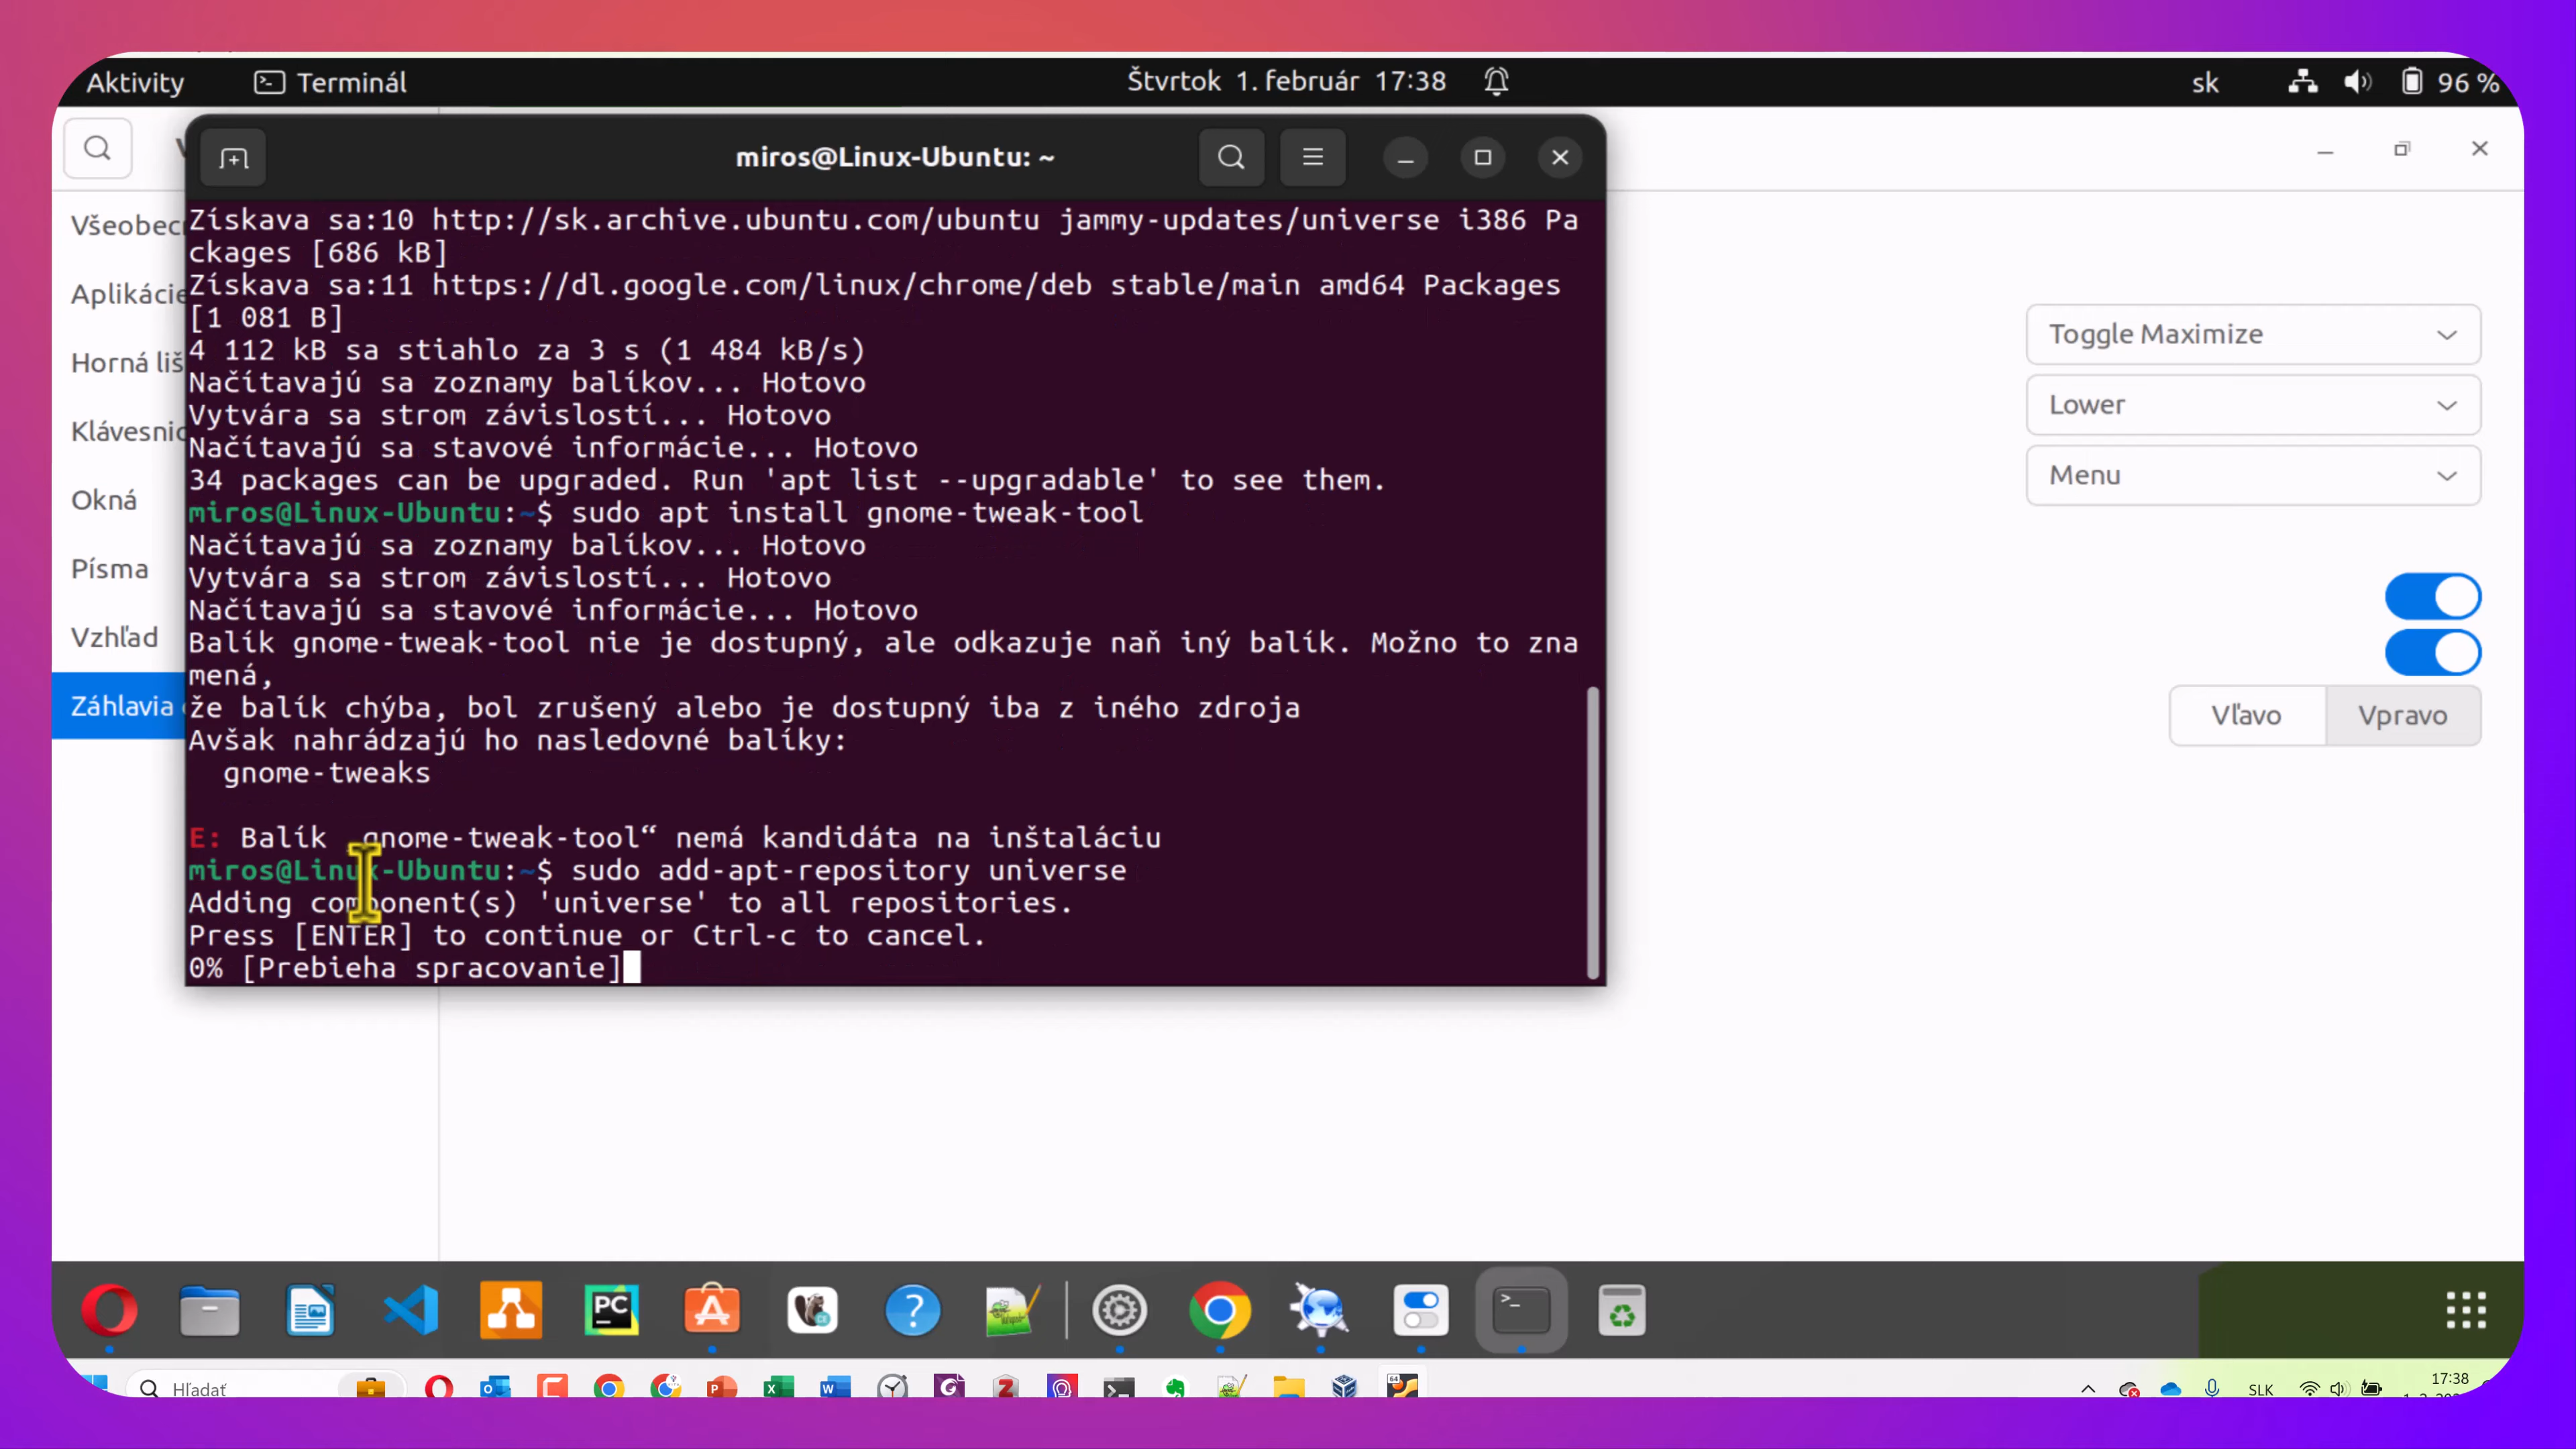 Aktivity
Terminál
Štvrtok 1. február 17:38
sk
96 %
miros@Linux-Ubuntu: ~
Získava sa:10 http://sk.archive.ubuntu.com/ubuntu jammy-updates/universe i386 Pa
ckages [686 kB]
Získava sa:11 https://dl.google.com/linux/chrome/deb stable/main amd64 Packages
[1 081 B]
4 112 kB sa stiahlo za 3 s (1 484 kB/s)
Načítavajú sa zoznamy balíkov... Hotovo
Vytvára sa strom závislostí... Hotovo
Načítavajú sa stavové informácie... Hotovo
34 packages can be upgraded. Run 'apt list --upgradable' to see them.
miros@Linux-Ubuntu:~$ sudo apt install gnome-tweak-tool
Načítavajú sa zoznamy balíkov... Hotovo
Vytvára sa strom závislostí... Hotovo
Načítavajú sa stavové informácie... Hotovo
Balík gnome-tweak-tool nie je dostupný, ale odkazuje naň iný balík. Možno to zna
mená,
že balík chýba, bol zrušený alebo je dostupný iba z iného zdroja
Avšak nahrádzajú ho nasledovné balíky:
gnome-tweaks
E: Balík „gnome-tweak-tool“ nemá kandidáta na inštaláciu
miros@Linux-Ubuntu:~$ sudo add-apt-repository universe
Adding component(s) 'universe' to all repositories.
Press [ENTER] to continue or Ctrl-c to cancel.
0% [Prebieha spracovanie]
Všeobec
Aplikácie
Horná liš
Klávesnic
Okná
Písma
Vzhľad
Záhlavia
Toggle Maximize
Lower
Menu
Vľavo
Vpravo
PC
Hľadať
SLK
17:38